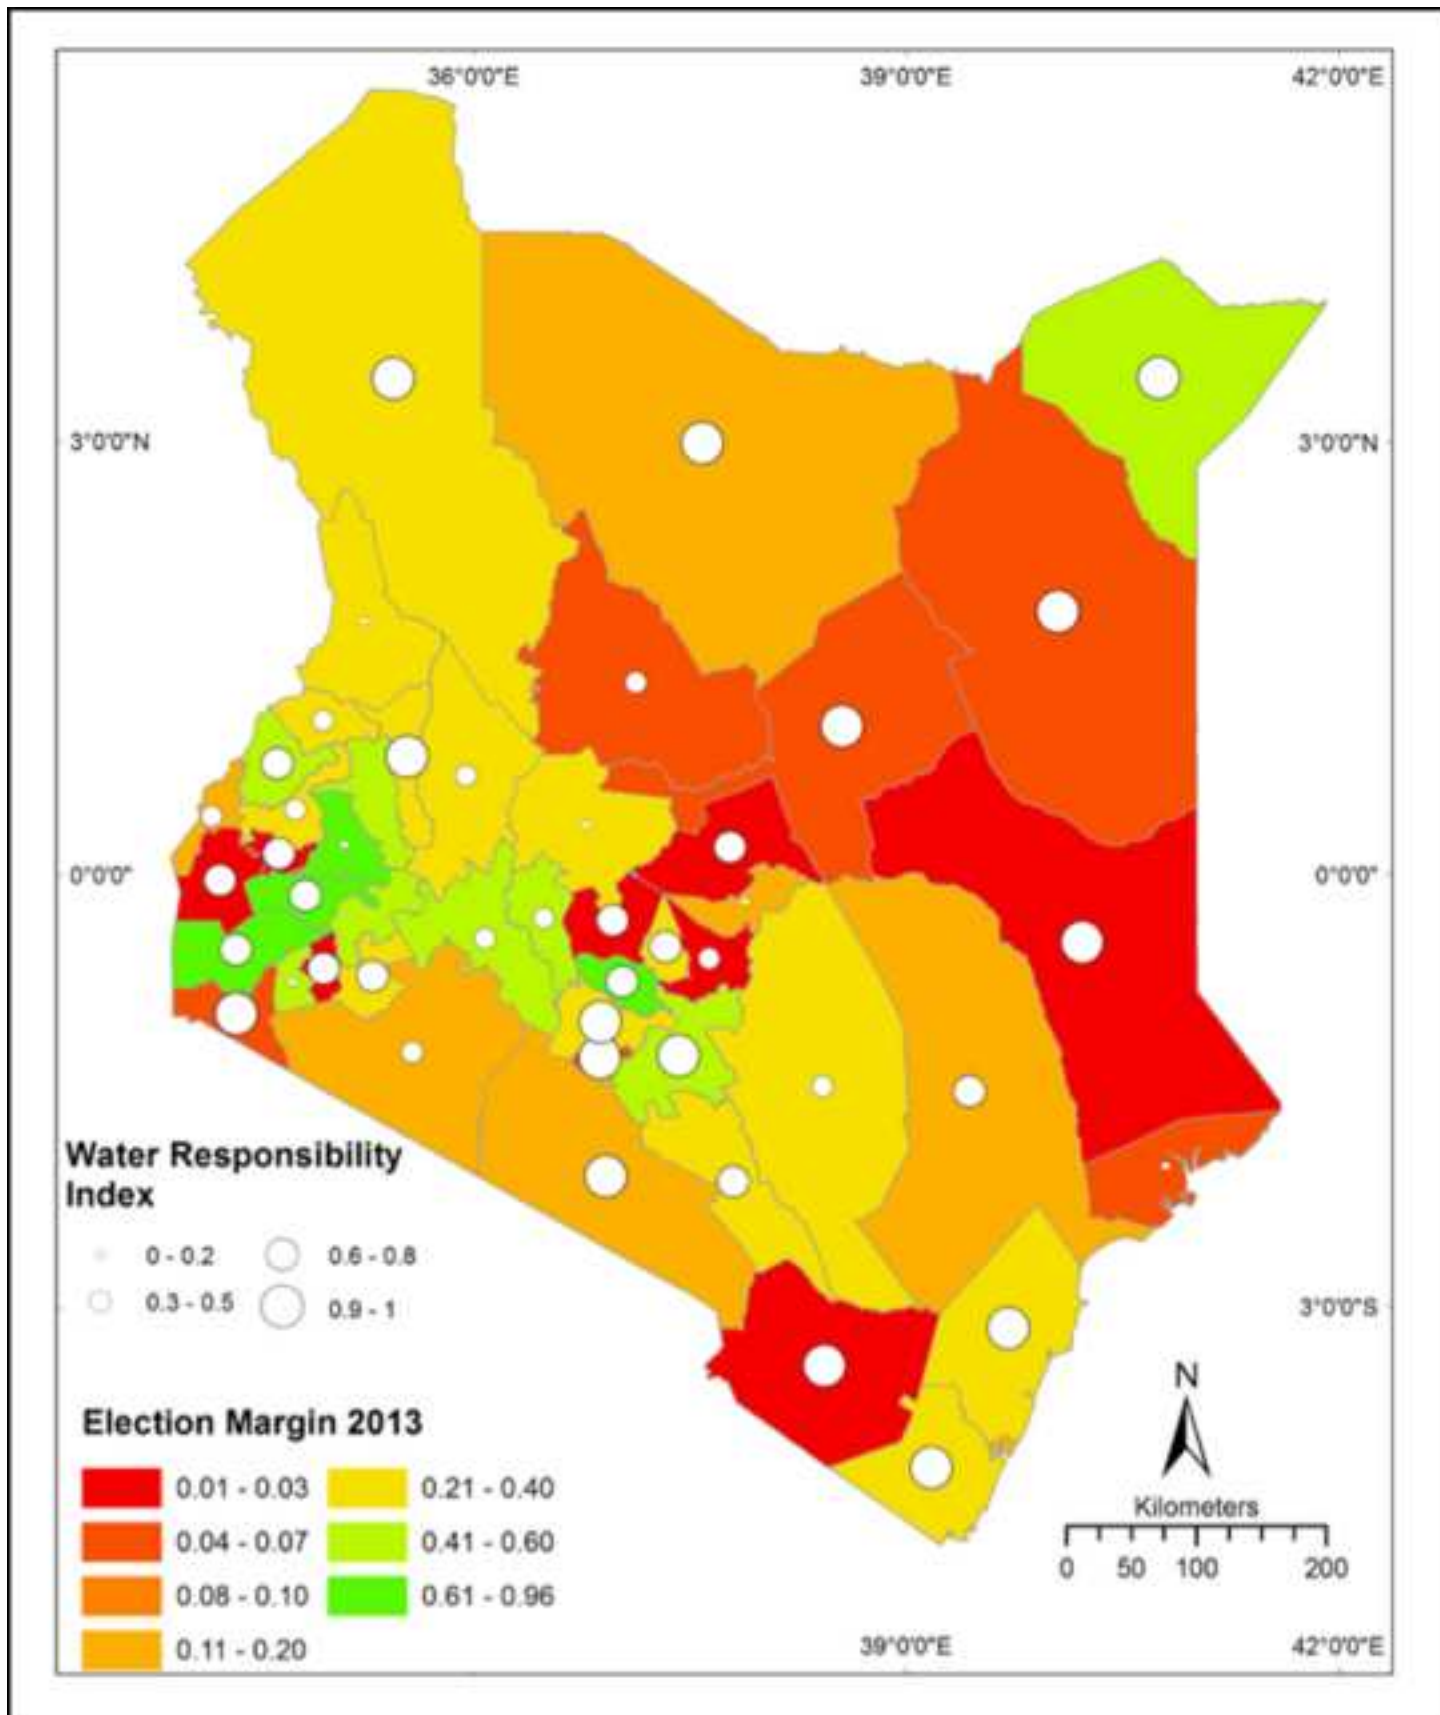 36°0'0"E 39°0'0"E 42°0'0"E
3°0'0"N 3°0'0"N
0°0'0" 0°0'0"
Water Responsibility
Index
0 - 0.2 0.6 - 0.8
0.3 - 0.5 0.9 - 1
3°0'0"S
N
Election Margin 2013
0.01 - 0.03 0.21 - 0.40
Kilometers
0.04 - 0.07 0.41 - 0.60
0 50 100 200
0.08 - 0.10 0.61 - 0.96
0.11 - 0.20
39°0'0"E 42°0'0"E